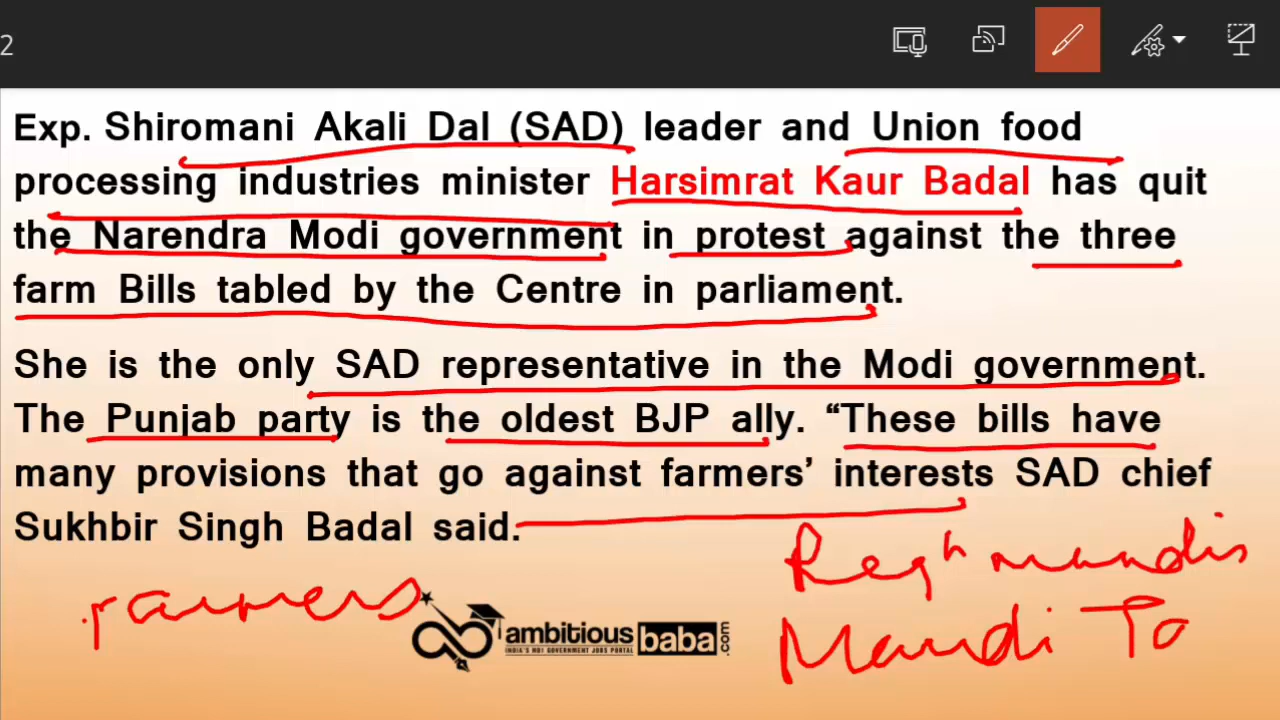 2
Exp. Shiromani Akali Dal (SAD) leader and Union food
processing industries minister Harsimrat Kaur Badal has quit
the Narendra Modi government in protest against the three
farm Bills tabled by the Centre in parliament.
She is the only SAD representative in the Modi government.
The Punjab party is the oldest BJP ally. “These bills have
many provisions that go against farmers’ interests SAD chief
Sukhbir Singh Badal said.
Regn mandis
farmers
Mandi Ta
ambitiousbaba.com
INDIA'S NO1 GOVERNMENT JOBS PORTAL